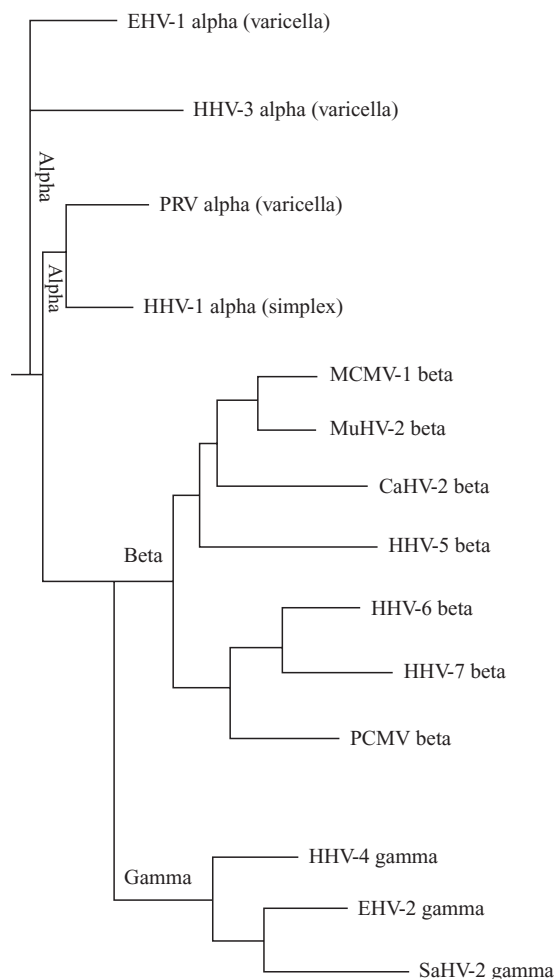 EHV-1 alpha (varicella)
HHV-3 alpha (varicella)
Alpha
PRV alpha (varicella)
Alpha
HHV-1 alpha (simplex)
MCMV-1 beta
MuHV-2 beta
CaHV-2 beta
HHV-5 beta
Beta
HHV-6 beta
HHV-7 beta
PCMV beta
HHV-4 gamma
Gamma
EHV-2 gamma
SaHV-2 gamma